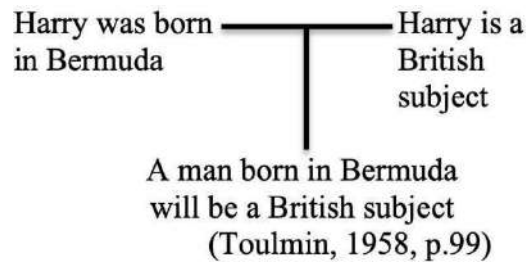 Harry was born
in Bermuda
Harry is a
British
subject
A man born in Bermuda
will be a British subject
(Toulmin, 1958, p.99)